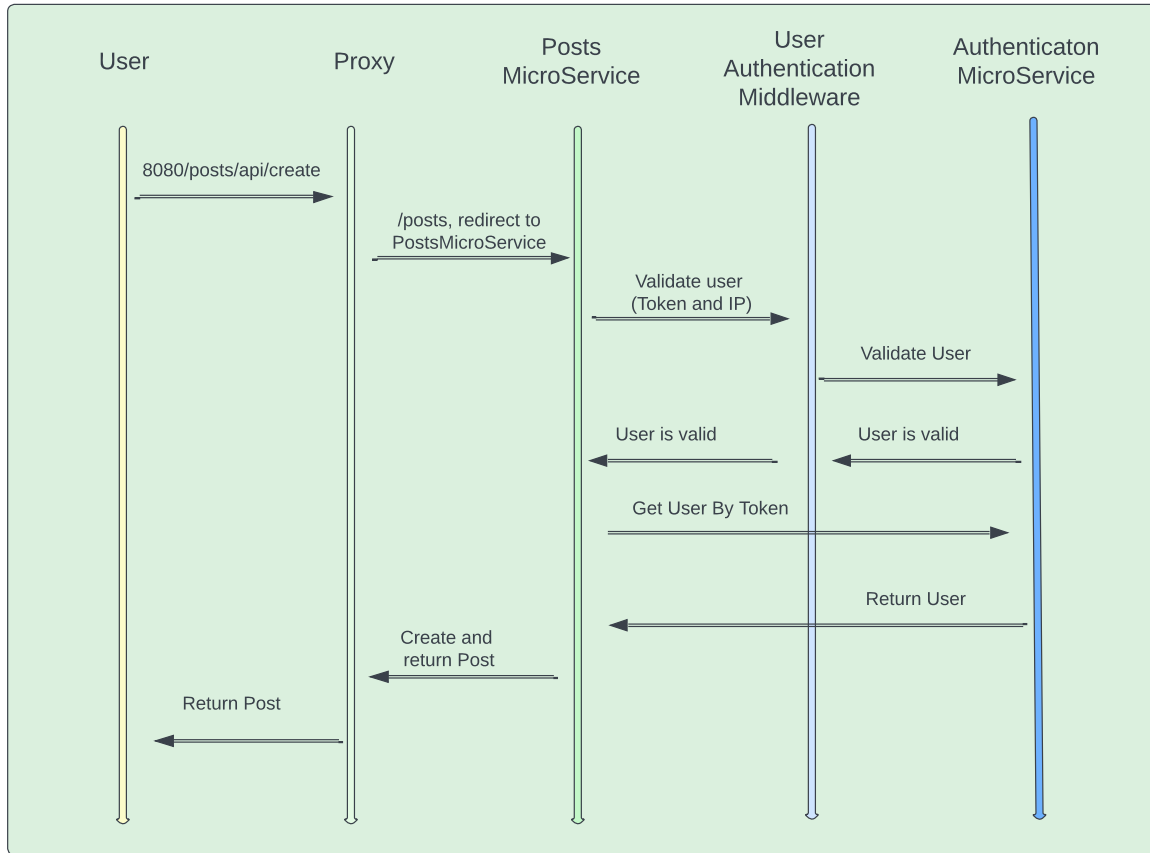 User
Proxy
Posts
MicroService
User
Authentication
Middleware
Authenticaton
MicroService
8080/posts/api/create
/posts, redirect to
PostsMicroService
Validate user
(Token and IP)
Validate User
User is valid
User is valid
Get User By Token
Return User
Create and
return Post
Return Post